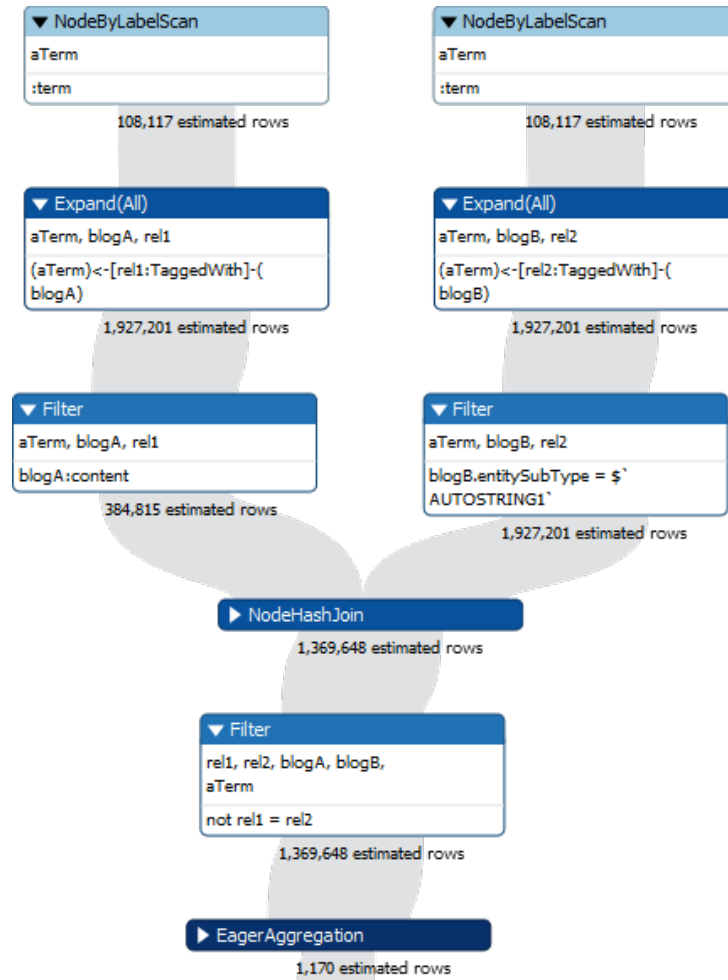 ▼ NodeByLabelScan
aTerm
:term
108,117 estimated rows
▼ Expand(All)
aTerm, blogA, rel1
(aTerm)<-[rel1:TaggedWith]-(
blogA)
1,927,201 estimated rows
▼ Filter
aTerm, blogA, rel1
blogA:content
384,815 estimated rows
▼ NodeByLabelScan
aTerm
:term
108,117 estimated rows
▼ Expand(All)
aTerm, blogB, rel2
(aTerm)<-[rel2:TaggedWith]-(
blogB)
1,927,201 estimated rows
▼ Filter
aTerm, blogB, rel2
blogB.entitySubType = $`
AUTOSTRING1`
1,927,201 estimated rows
▶ NodeHashJoin
1,369,648 estimated rows
▼ Filter
rel1, rel2, blogA, blogB,
aTerm
not rel1 = rel2
1,369,648 estimated rows
▶ EagerAggregation
1,170 estimated rows